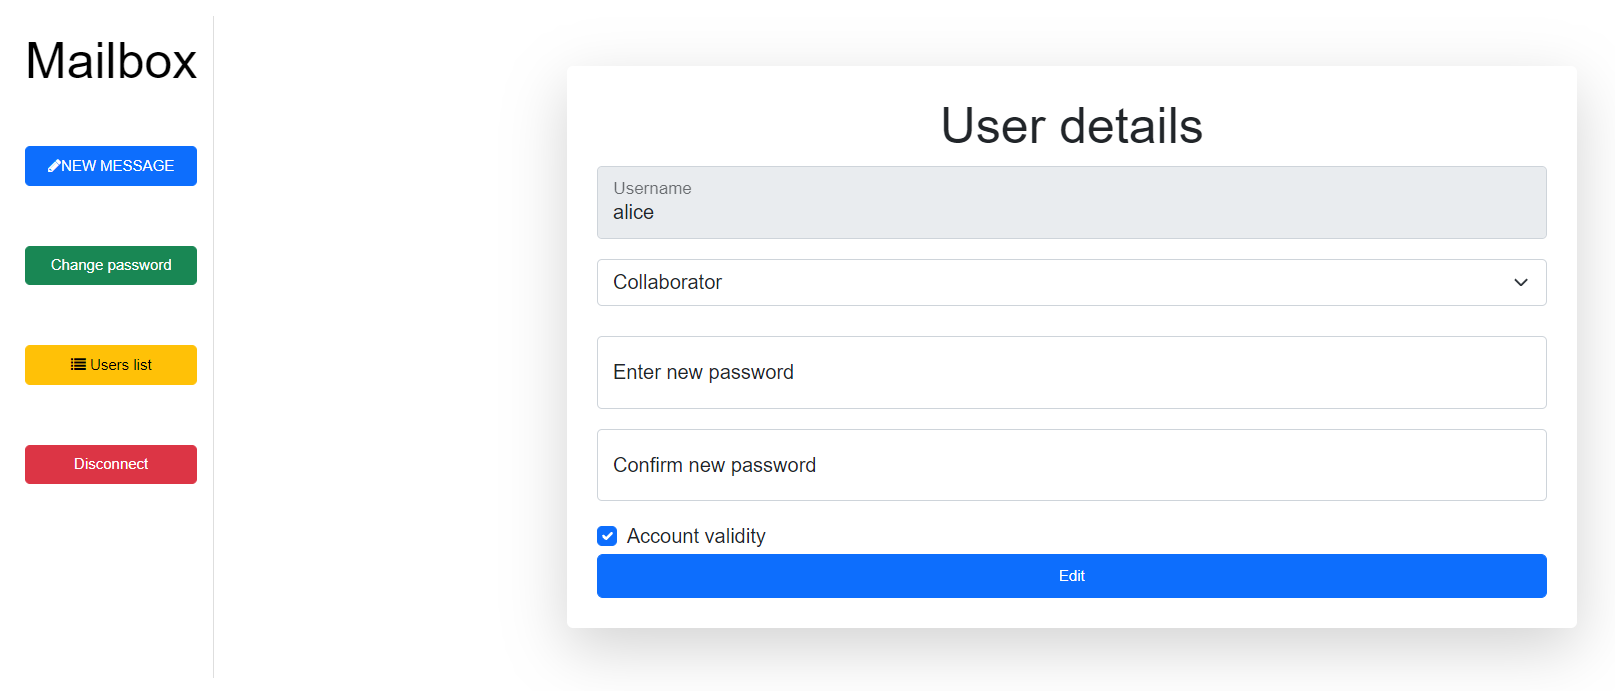 Mailbox
NEW MESSAGE
Change password
Users list
Disconnect
User details
Username
alice
Collaborator
Enter new password
Confirm new password
Account validity
Edit